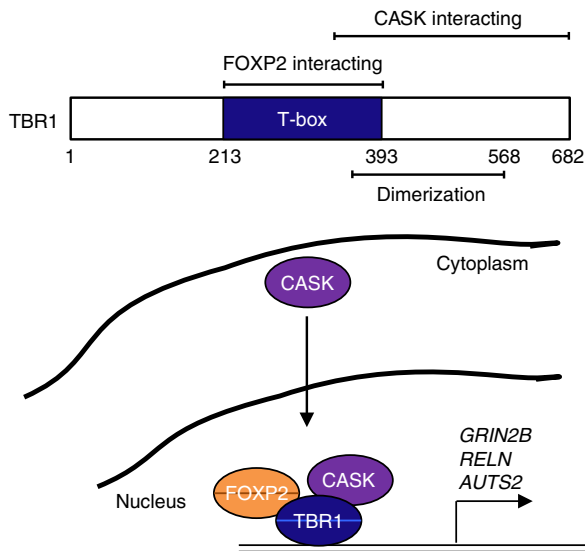 CASK interacting
FOXP2 interacting
TBR1
T-box
1 213 393 568 682
Dimerization
Cytoplasm
CASK
GRIN2B
RELN
AUTS2
Nucleus
FOXP2
CASK
TBR1